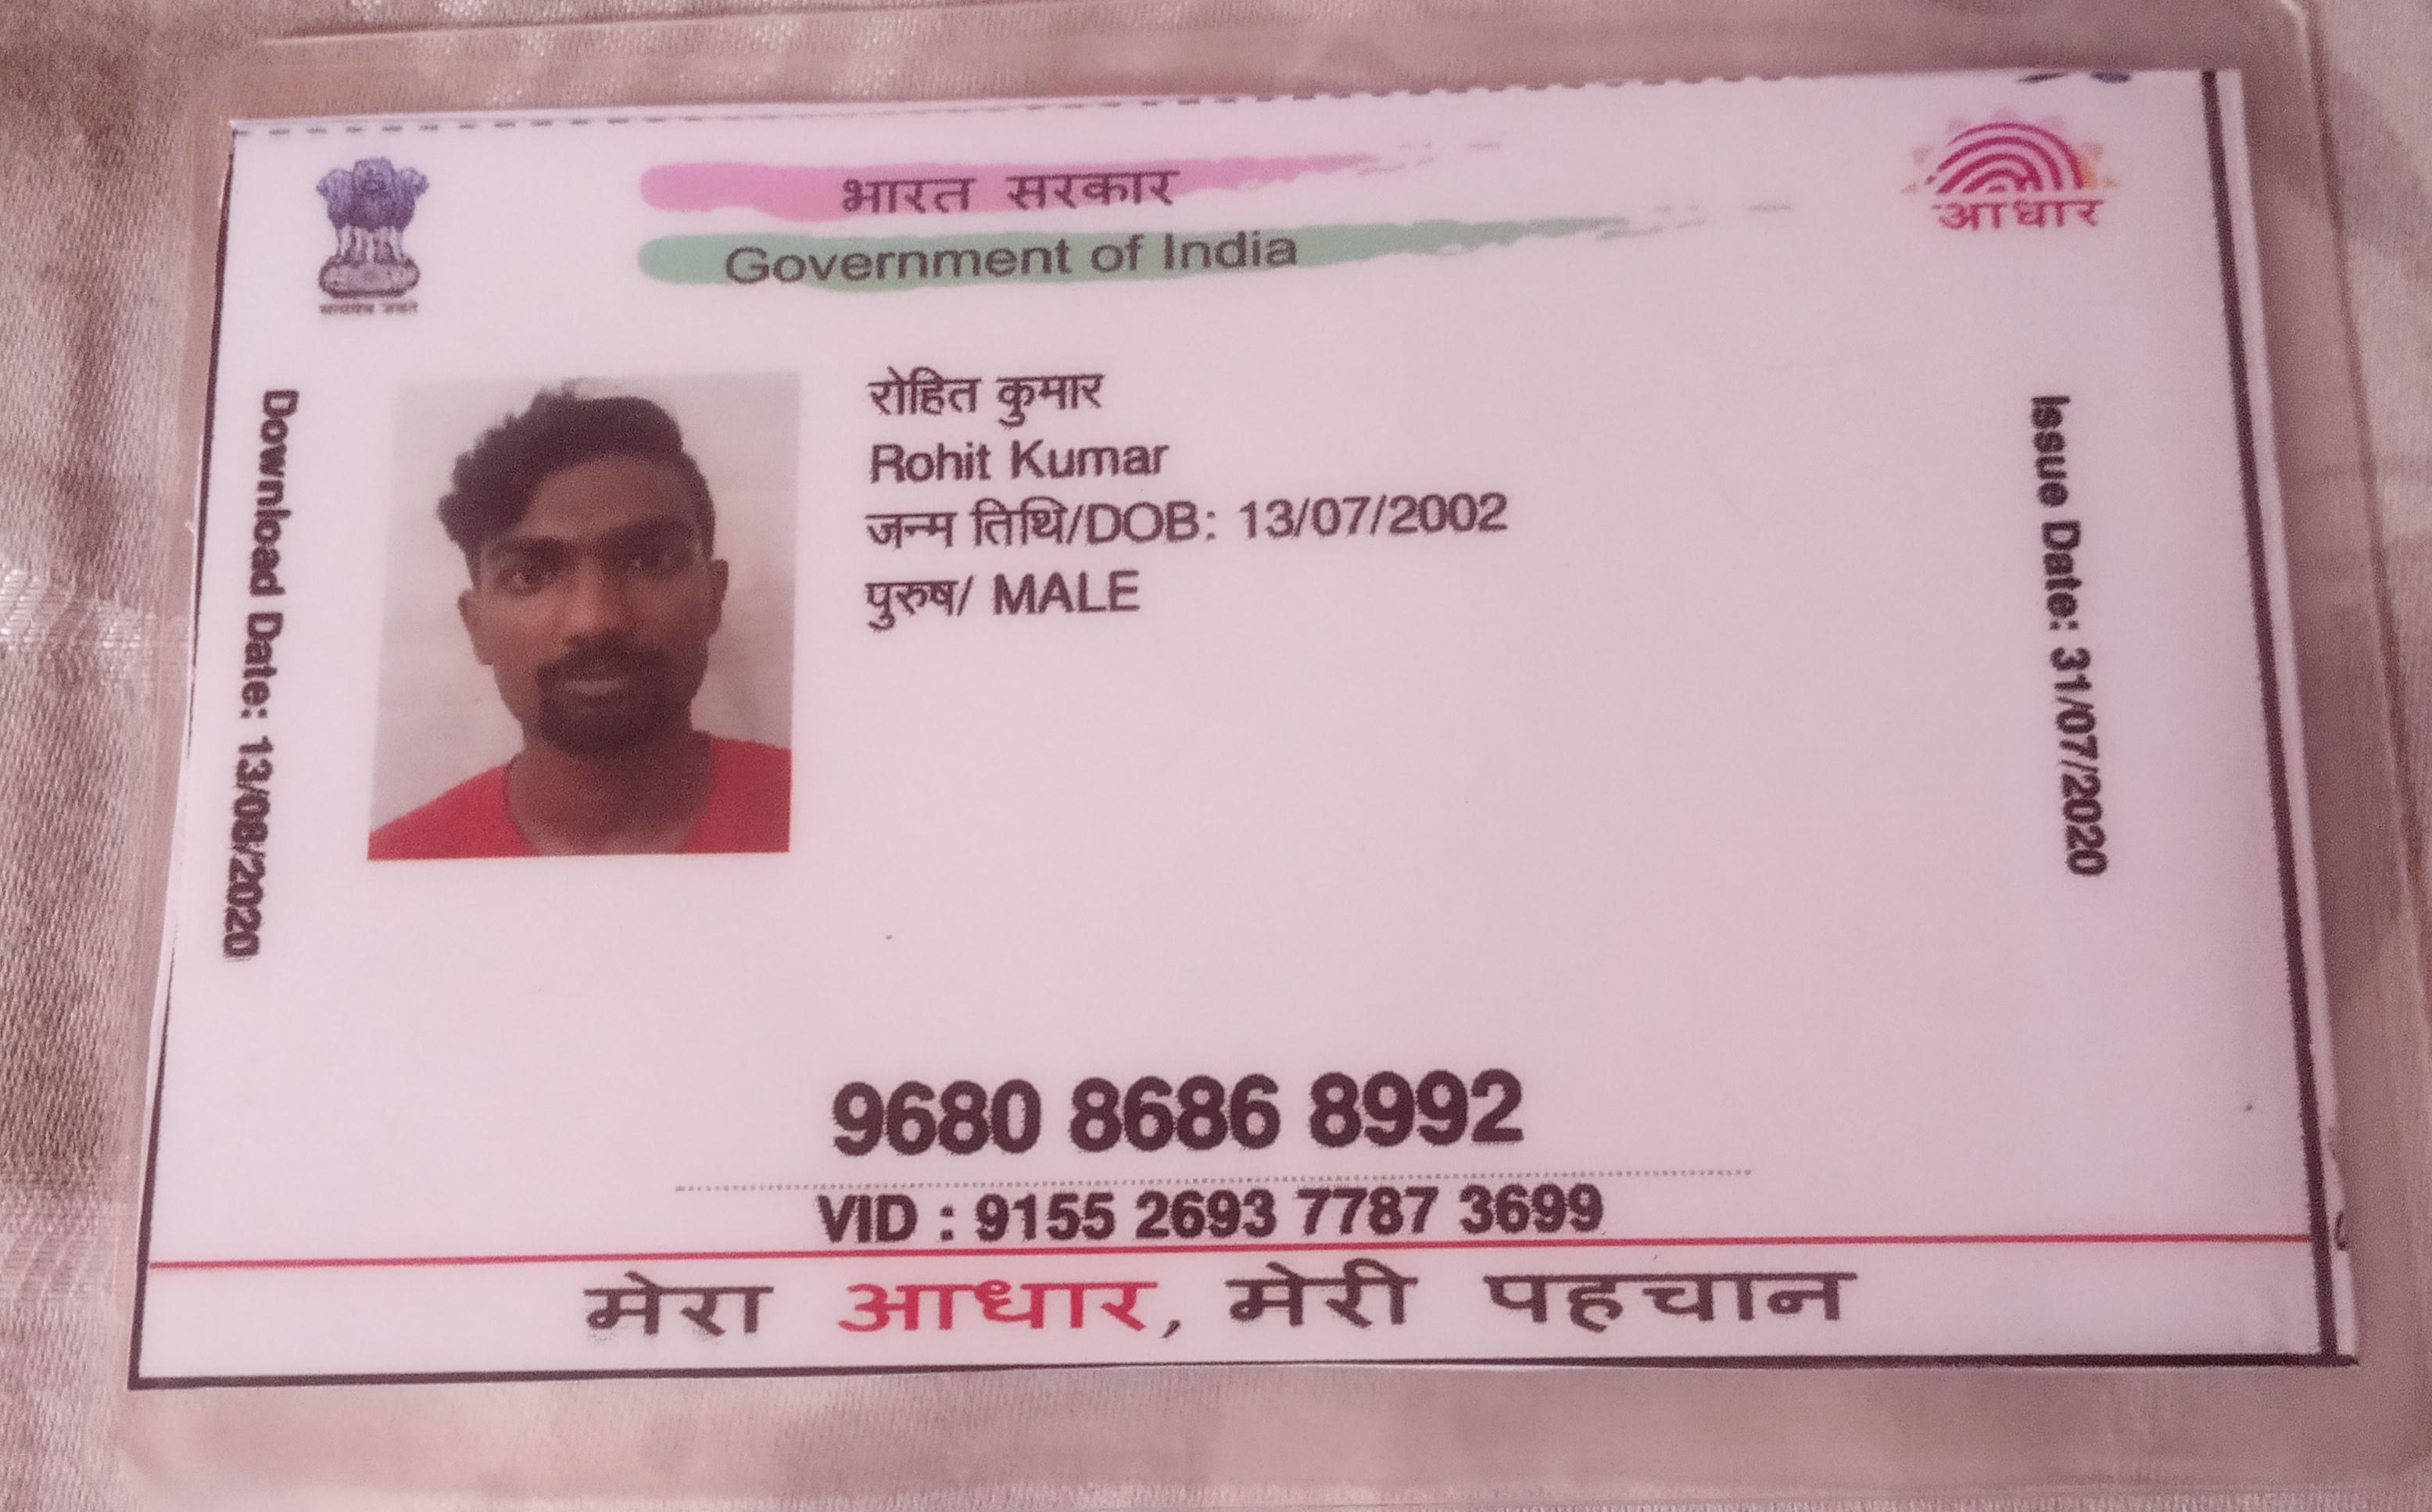 भारत सरकार
Government of India
आधार
सत्यमेव जयते
Download Date: 13/08/2020
रोहित कुमार
Rohit Kumar
जन्म तिथि/DOB: 13/07/2002
पुरुष/ MALE
Issue Date: 31/07/2020
9680 8686 8992
VID : 9155 2693 7787 3699
मेरा आधार, मेरी पहचान